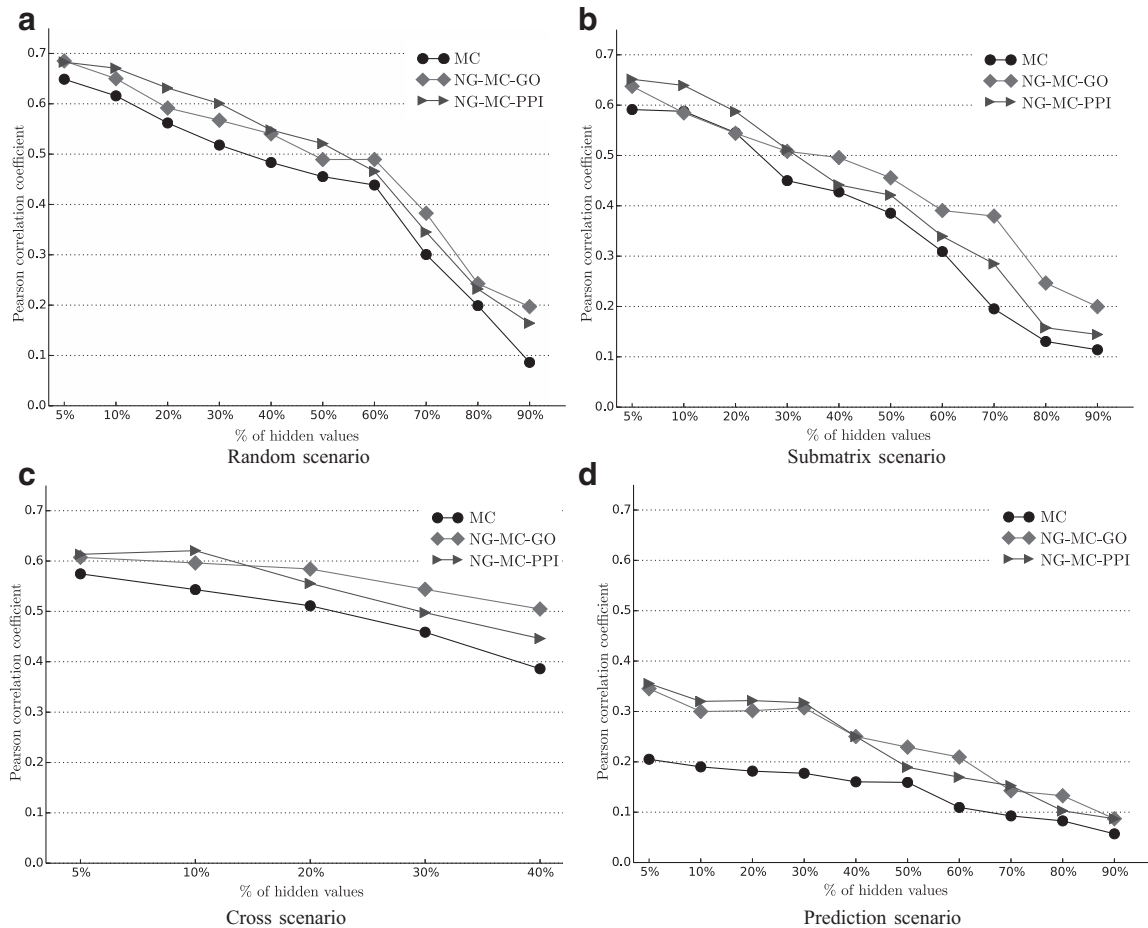 a
Pearson correlation coefficient
0.7
0.6
0.5
0.4
0.3
0.2
0.1
0.0
MC
NG-MC-GO
NG-MC-PPI
5% 10% 20% 30% 40% 50% 60% 70% 80% 90%
% of hidden values
Random scenario
b
Pearson correlation coefficient
0.7
0.6
0.5
0.4
0.3
0.2
0.1
0.0
MC
NG-MC-GO
NG-MC-PPI
5% 10% 20% 30% 40% 50% 60% 70% 80% 90%
% of hidden values
Submatrix scenario
c
Pearson correlation coefficient
0.7
0.6
0.5
0.4
0.3
0.2
0.1
0.0
MC
NG-MC-GO
NG-MC-PPI
5% 10% 20% 30% 40%
% of hidden values
Cross scenario
d
Pearson correlation coefficient
0.7
0.6
0.5
0.4
0.3
0.2
0.1
0.0
MC
NG-MC-GO
NG-MC-PPI
5% 10% 20% 30% 40% 50% 60% 70% 80% 90%
% of hidden values
Prediction scenario